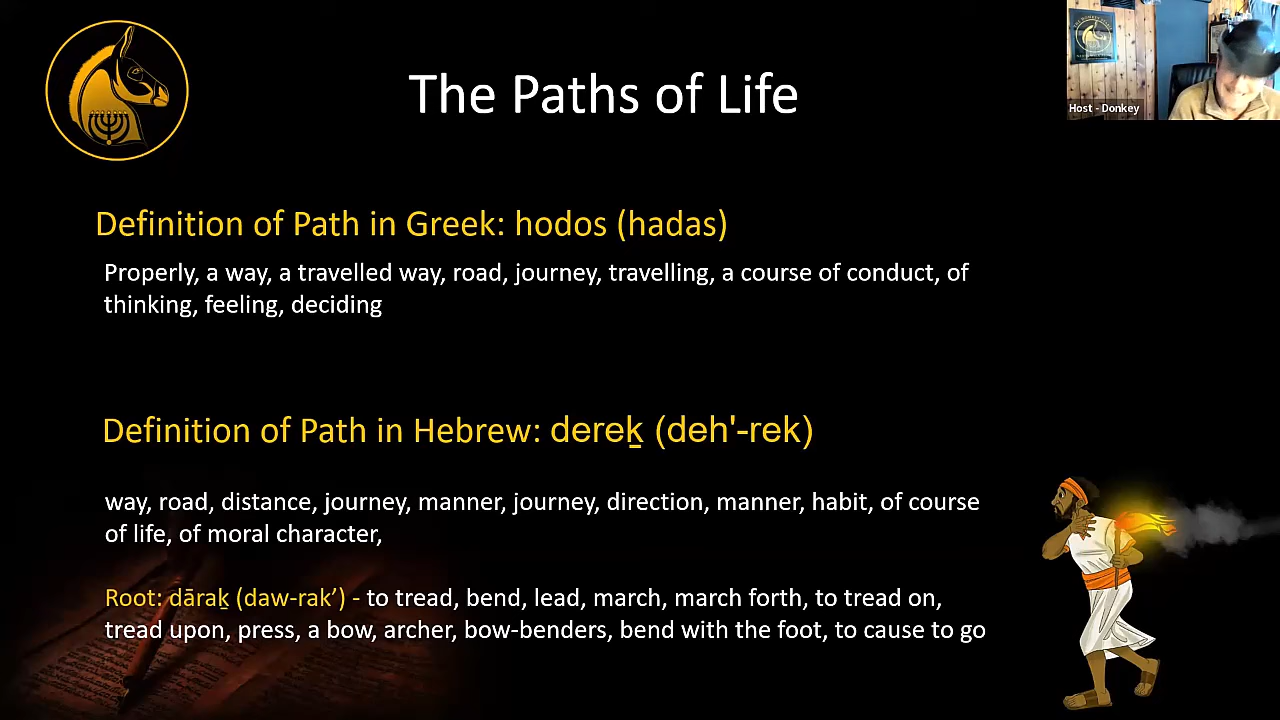 The Paths of Life
Host - Donkey
Definition of Path in Greek: hodos (hadas)
Properly, a way, a travelled way, road, journey, travelling, a course of conduct, of
thinking, feeling, deciding
Definition of Path in Hebrew: dereḵ (deh'-rek)
way, road, distance, journey, manner, journey, direction, manner, habit, of course
of life, of moral character,
Root: dāraḵ (daw-rak’) - to tread, bend, lead, march, march forth, to tread on,
tread upon, press, a bow, archer, bow-benders, bend with the foot, to cause to go